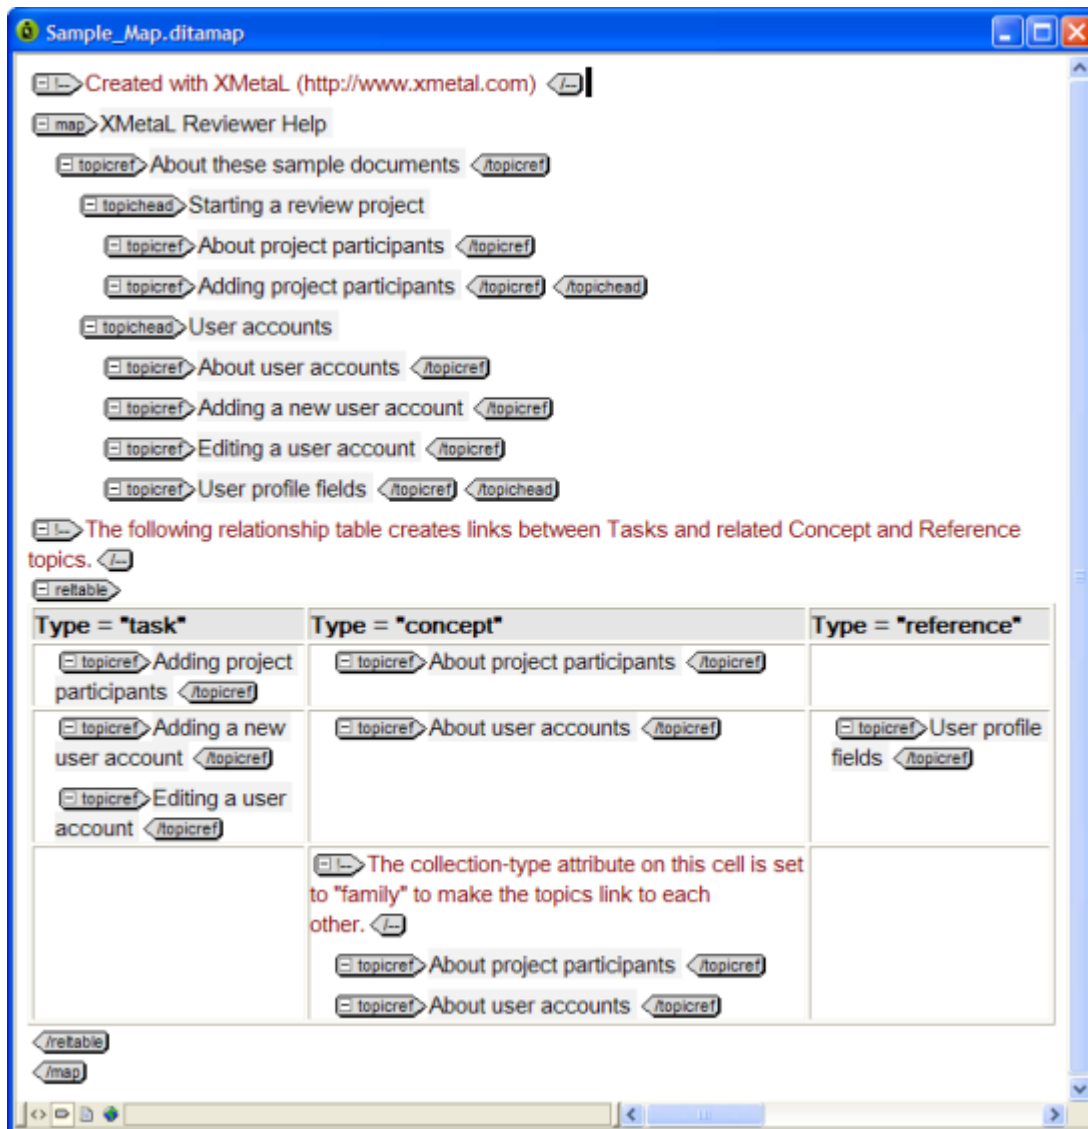 Sample_Map.ditamap
!-- Created with XMetaL (http://www.xmetal.com) /--
map XMetaL Reviewer Help
topicref About these sample documents /topicref
topichead Starting a review project
topicref About project participants /topicref
topicref Adding project participants /topicref /topichead
topichead User accounts
topicref About user accounts /topicref
topicref Adding a new user account /topicref
topicref Editing a user account /topicref
topicref User profile fields /topicref /topichead
!-- The following relationship table creates links between Tasks and related Concept and Reference
topics. /--
reltable
Type = "task" Type = "concept" Type = "reference"
topicref Adding project
participants /topicref
topicref About project participants /topicref
topicref Adding a new
user account /topicref
topicref Editing a user
account /topicref
topicref About user accounts /topicref
topicref User profile
fields /topicref
!-- The collection-type attribute on this cell is set
to "family" to make the topics link to each
other. /--
topicref About project participants /topicref
topicref About user accounts /topicref
/reltable
/map